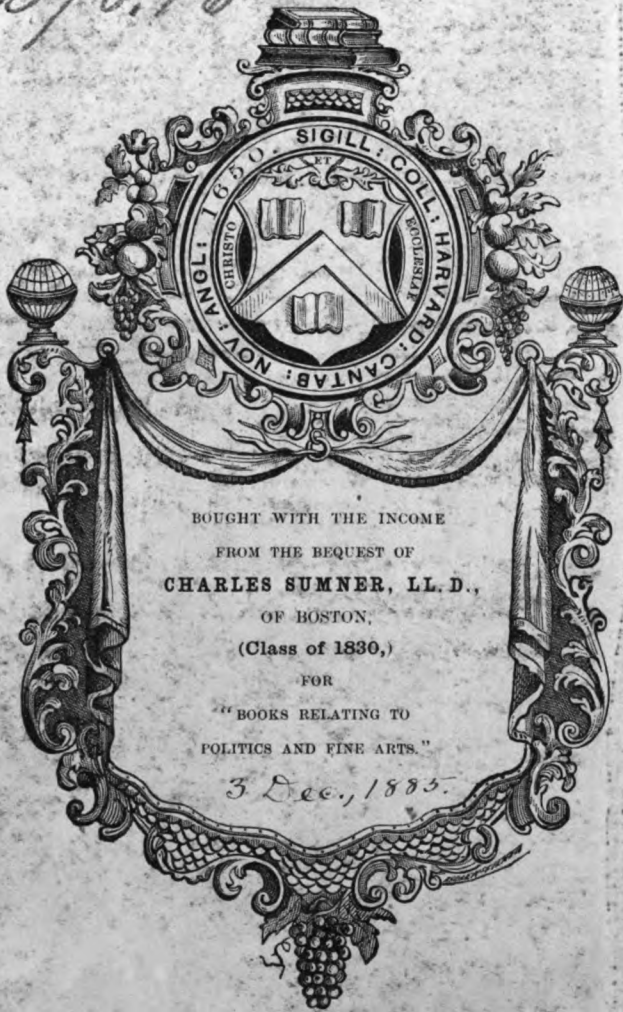 SIGILL: COLL: HARVARD: CANTAB: NOV: ANGL: 1650.
ET
CHRISTO
ECCLESIAE
BOUGHT WITH THE INCOME
FROM THE BEQUEST OF
CHARLES SUMNER, LL.D.,
OF BOSTON,
(Class of 1830,)
FOR
"BOOKS RELATING TO
POLITICS AND FINE ARTS."
3 Dec., 1885.